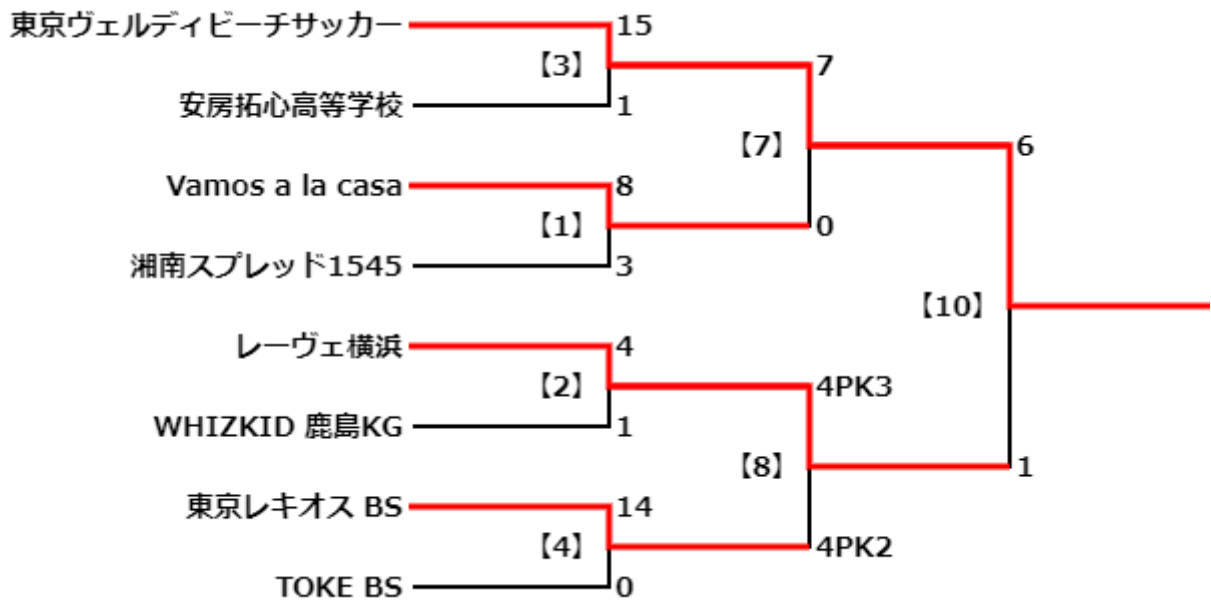 東京ヴェルディビーチサッカー 15
【3】 7
安房拓心高等学校 1
【7】 6
Vamos a la casa 8
【1】 0
湘南スプレッド1545 3
【10】
レーヴェ横浜 4
【2】 4PK3
WHIZKID 鹿島KG 1
【8】 1
東京レキオス BS 14
【4】 4PK2
TOKE BS 0